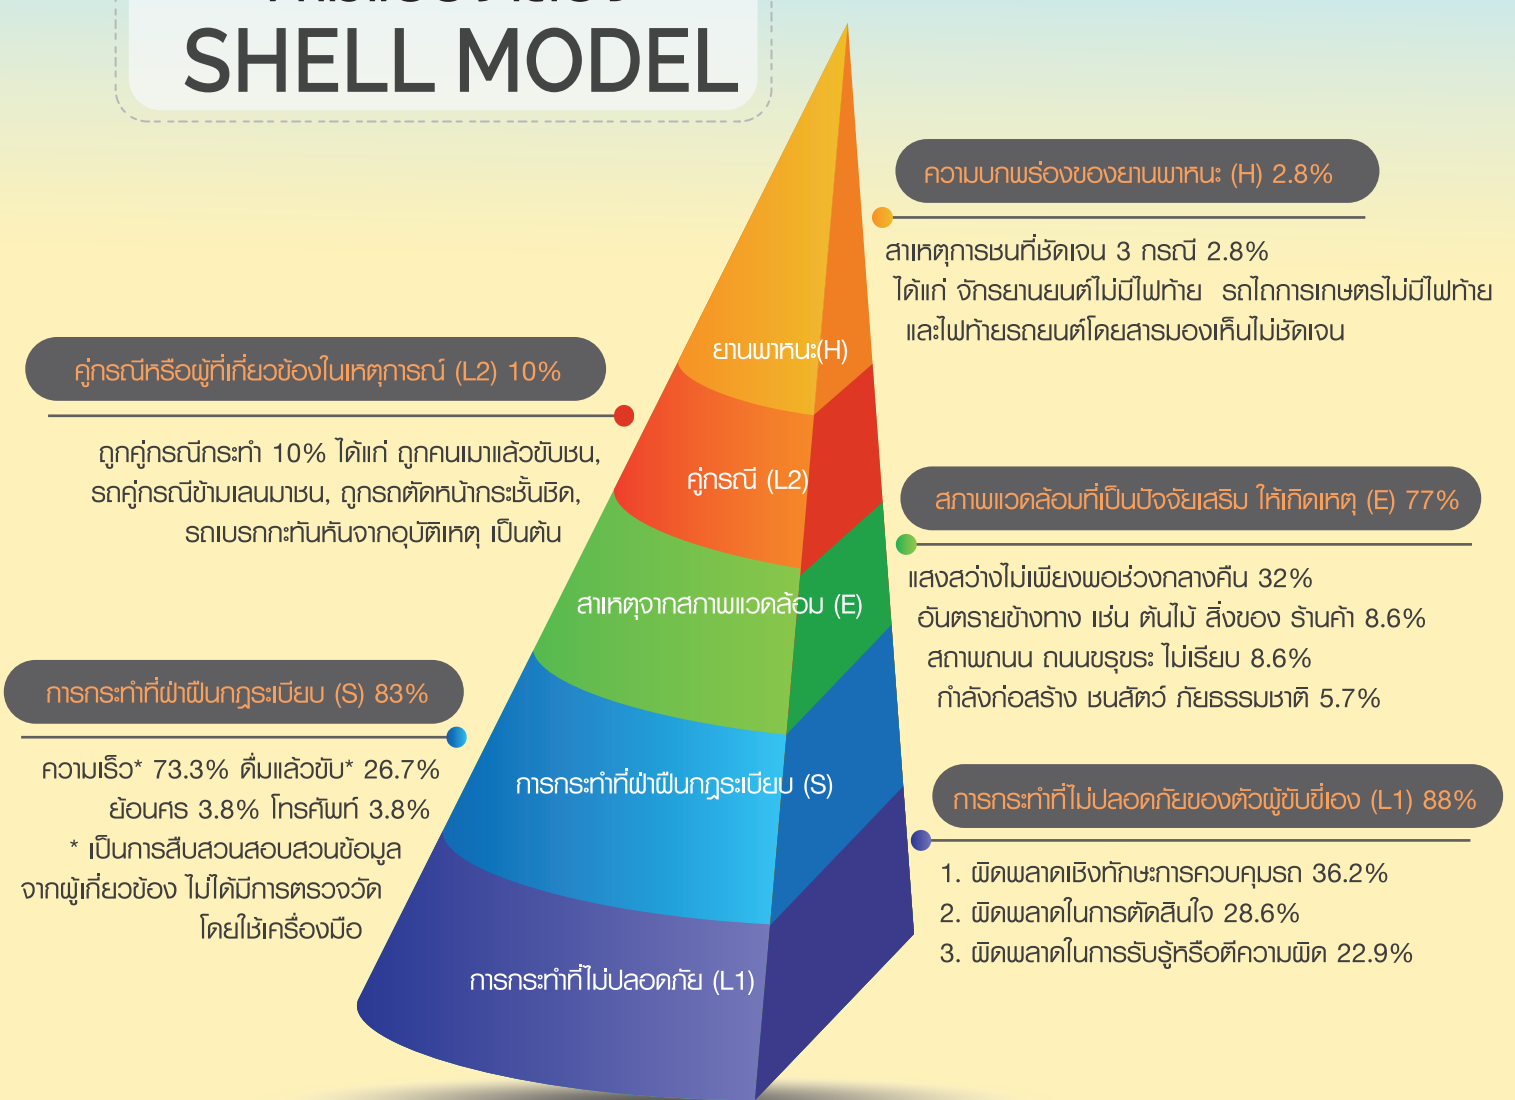 SHELL MODEL
ความบกพร่องของยานพาหนะ (H) 2.8%
สาเหตุการชนที่ชัดเจน 3 กรณี 2.8%
ได้แก่ จักรยานยนต์ไม่มีไฟท้าย รถไถการเกษตรไม่มีไฟท้าย
และไฟท้ายรถยนต์โดยสารมองเห็นไม่ชัดเจน
ยานพาหนะ(H)
คู่กรณีหรือผู้ที่เกี่ยวข้องในเหตุการณ์ (L2) 10%
ถูกคู่กรณีกระทำ 10% ได้แก่ ถูกคนเมาแล้วขับชน,
รถคู่กรณีข้ามเลนมาชน, ถูกรถตัดหน้ากระชั้นชิด,
รถเบรกกะทันหันจากอุบัติเหตุ เป็นต้น
คู่กรณี (L2)
สภาพแวดล้อมที่เป็นปัจจัยเสริม ให้เกิดเหตุ (E) 77%
แสงสว่างไม่เพียงพอช่วงกลางคืน 32%
อันตรายข้างทาง เช่น ต้นไม้ สิ่งของ ร้านค้า 8.6%
สถาพถนน ถนนขรุขระ ไม่เรียบ 8.6%
กำลังก่อสร้าง ชนสัตว์ ภัยธรรมชาติ 5.7%
สาเหตุจากสภาพแวดล้อม (E)
การกระทำที่ฝ่าฝืนกฎระเบียบ (S) 83%
ความเร็ว* 73.3% ดื่มแล้วขับ* 26.7%
ย้อนศร 3.8% โทรศัพท์ 3.8%
* เป็นการสืบสวนสอบสวนข้อมูล
จากผู้เกี่ยวข้อง ไม่ได้มีการตรวจวัด
โดยใช้เครื่องมือ
การกระทำที่ฝ่าฝืนกฎระเบียบ (S)
การกระทำที่ไม่ปลอดภัยของตัวผู้ขับขี่เอง (L1) 88%
1. ผิดพลาดเชิงทักษะการควบคุมรถ 36.2%
2. ผิดพลาดในการตัดสินใจ 28.6%
3. ผิดพลาดในการรับรู้หรือตีความผิด 22.9%
การกระทำที่ไม่ปลอดภัย (L1)